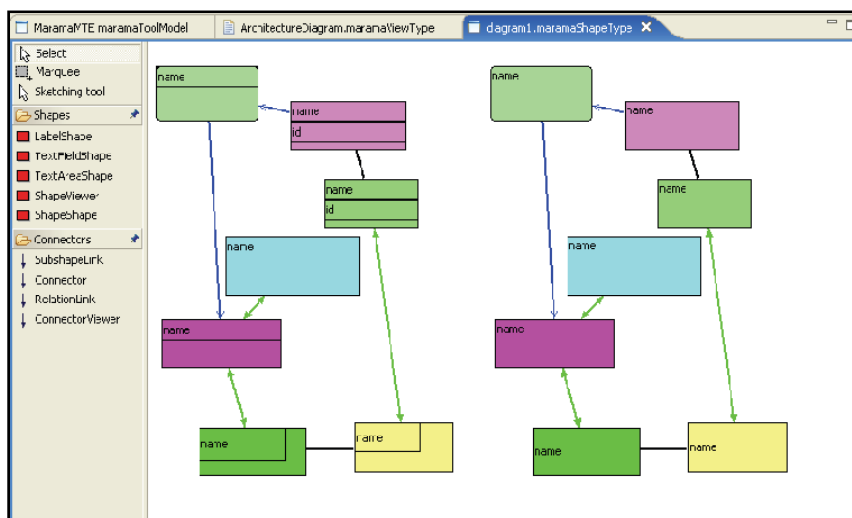 MaramaMTE maramaToolModel
ArchitectureDiagram.maramaViewType
diagram1.maramaShapeType
Select
Marquee
Sketching tool
Shapes
LabelShape
TextFieldShape
TextAreaShape
ShapeViewer
ShapeShape
Connectors
SubshapeLink
Connector
RelationLink
ConnectorViewer
name
name
id
name
id
name
name
name
name
name
name
name
name
name
name
name